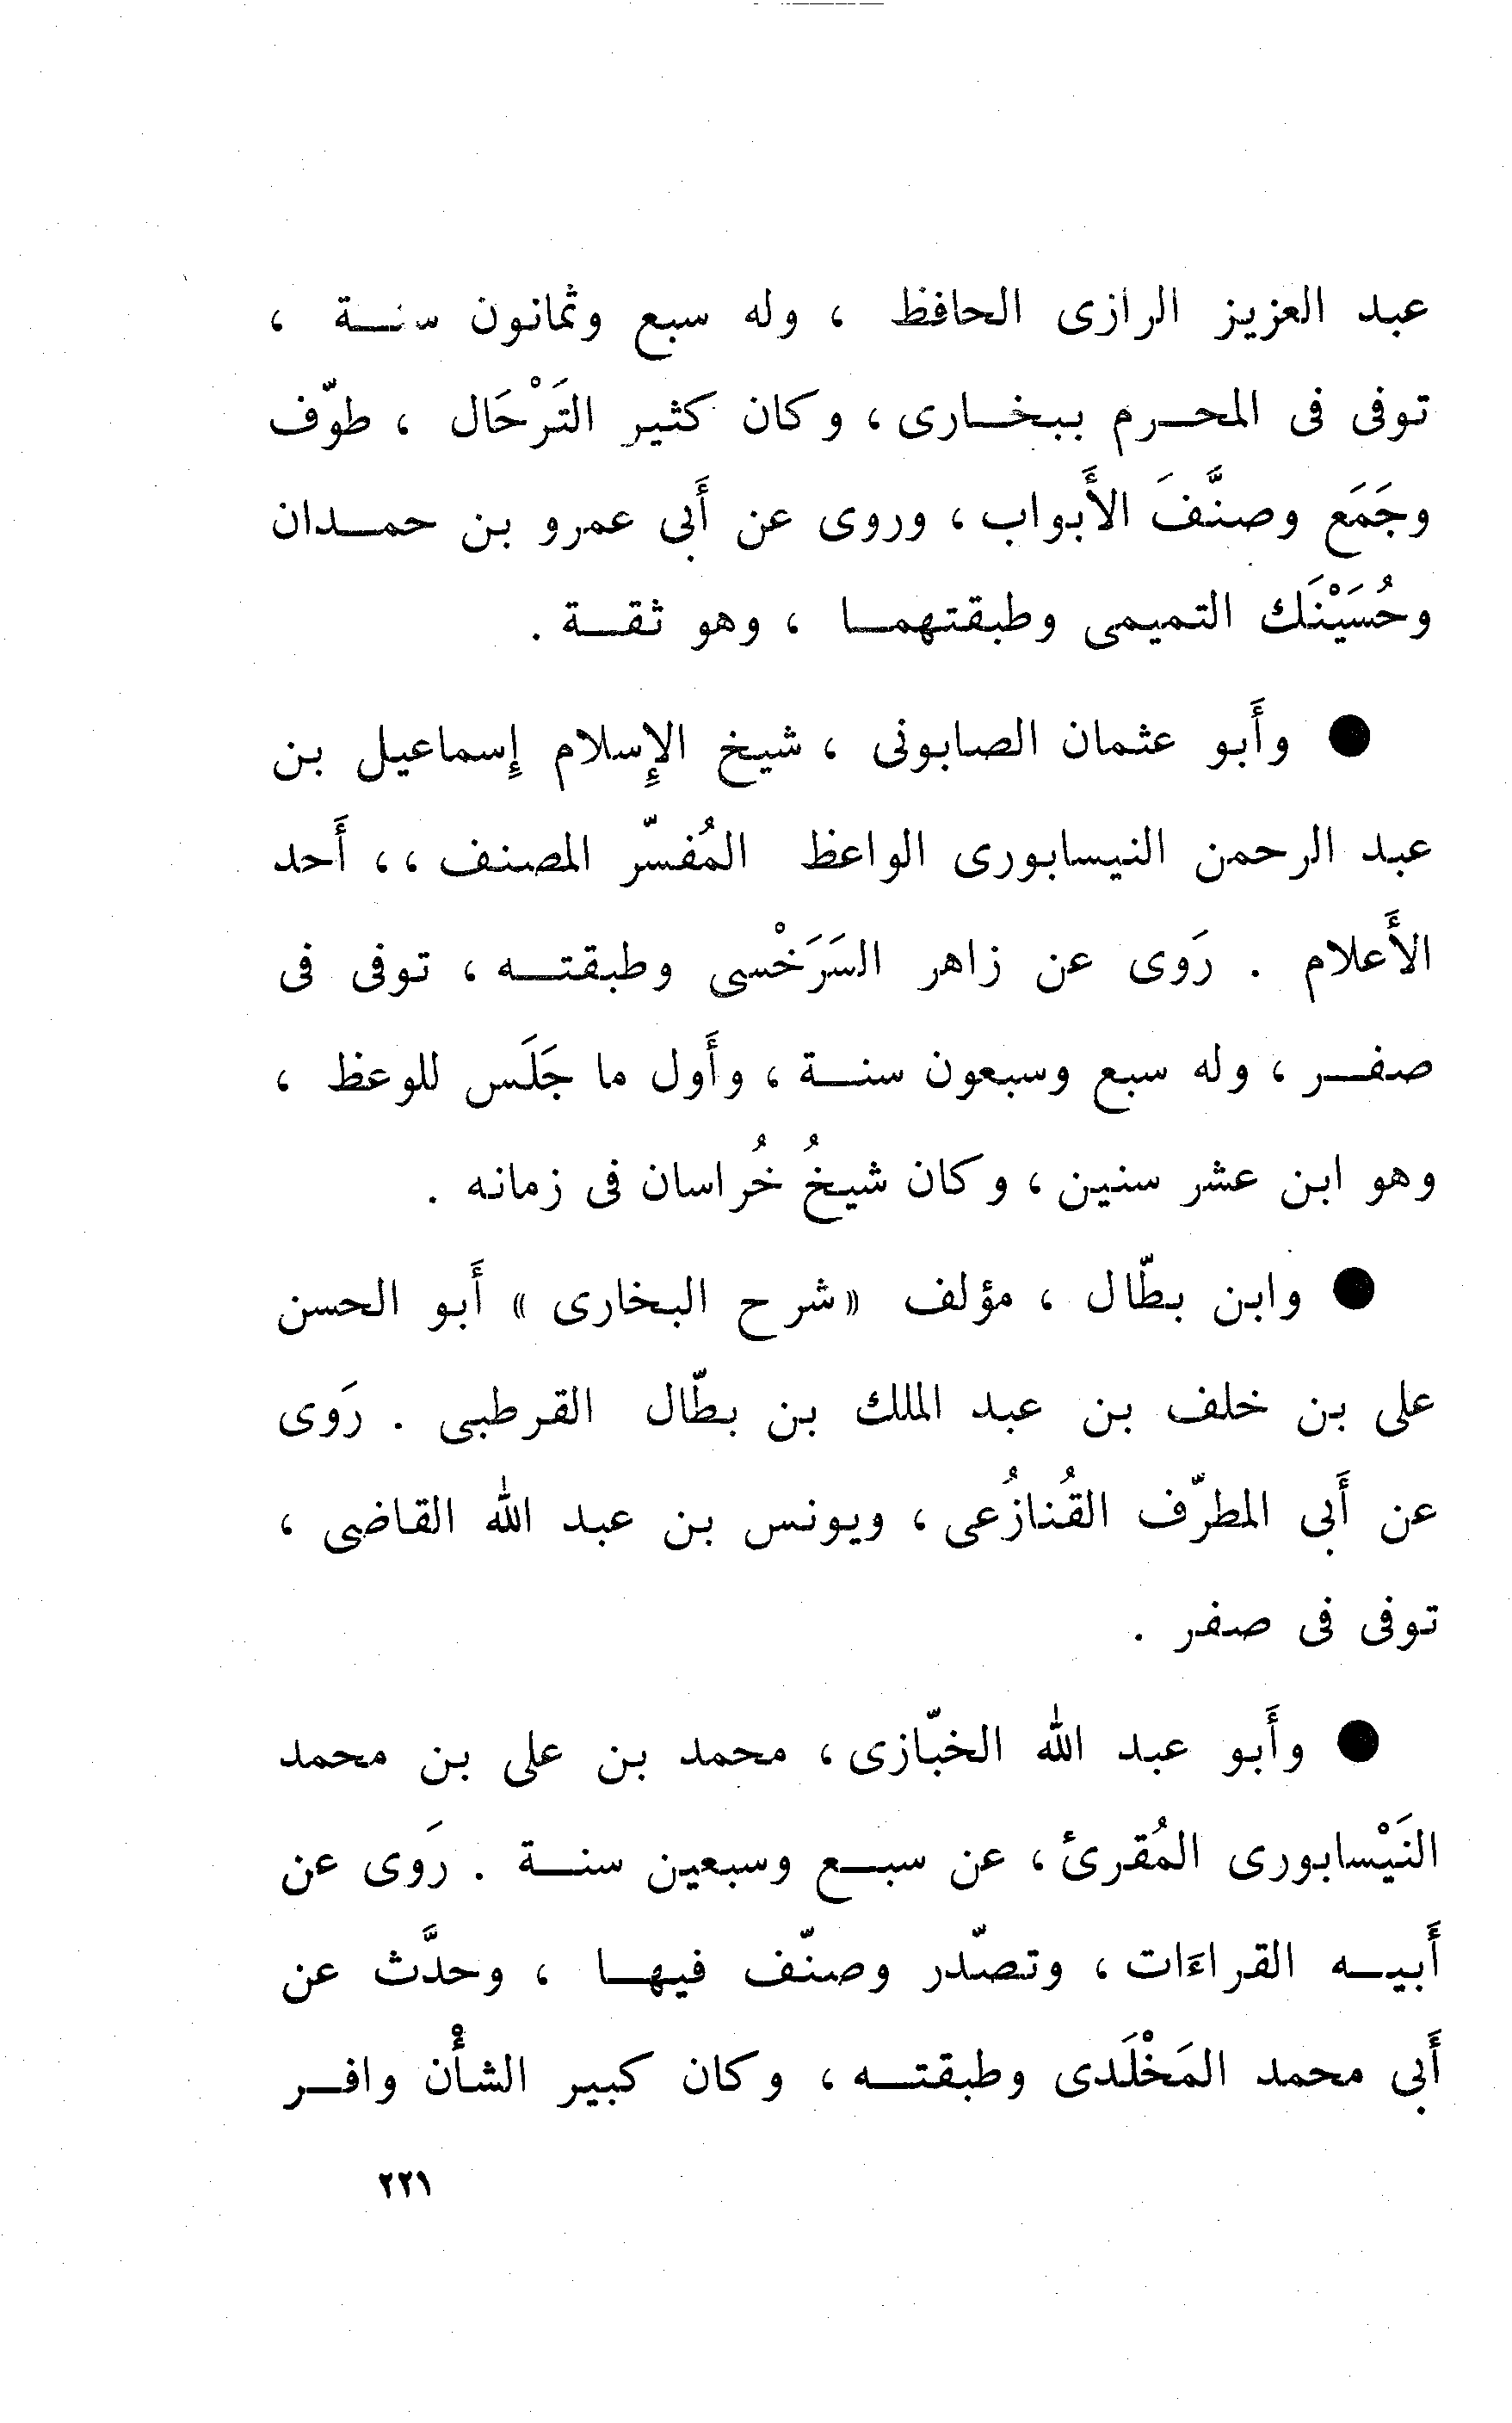 عبد العزيز الرازى الحافظ ، وله سبع وثمانون سنة ،
توفى فى المحرم ببخارى ، وكان كثير التَرْحَال ، طوّف
وجَمَع وصنَّفَ الأَبواب ، وروى عن أَبى عمرو بن حمدان
وحُسَيْنَك التميمى وطبقتهما ، وهو ثقة .
● وأَبو عثمان الصابونى ، شيخ الإِسلام إِسماعيل بن
عبد الرحمن النيسابورى الواعظ المُفسّر المصنف ،، أَحد
الأَعلام . رَوى عن زاهر السَرَخْسى وطبقته ، توفى فى
صفر ، وله سبع وسبعون سنة ، وأَول ما جَلَس للوعظ ،
وهو ابن عشر سنين ، وكان شيخُ خُراسان فى زمانه .
● وابن بطّال ، مؤلف «شرح البخارى » أَبو الحسن
على بن خلف بن عبد الملك بن بطّال القرطبى . رَوى
عن أَبى المطرّف القُنازُعى ، ويونس بن عبد الله القاضى ،
توفى فى صفر .
● وأَبو عبد الله الخبّازى ، محمد بن على بن محمد
النَيْسابورى المُقرئ ، عن سبع وسبعين سنة . رَوى عن
أَبيه القراءَات ، وتصدّر وصنّف فيها ، وحدَّث عن
أَبى محمد المَخْلَدى وطبقته ، وكان كبير الشأْن وافر
٢٢١